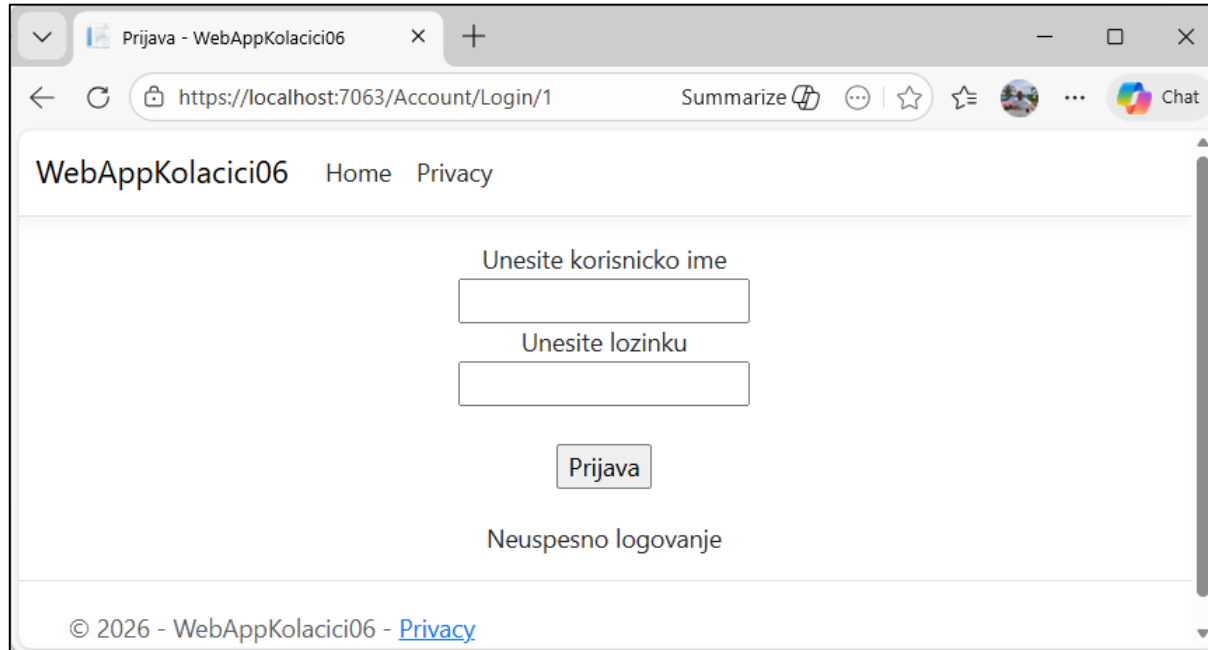 Prijava - WebAppKolacici06
https://localhost:7063/Account/Login/1 Summarize Chat
WebAppKolacici06 Home Privacy
Unesite korisnicko ime
Unesite lozinku
Prijava
Neuspesno logovanje
© 2026 - WebAppKolacici06 - Privacy